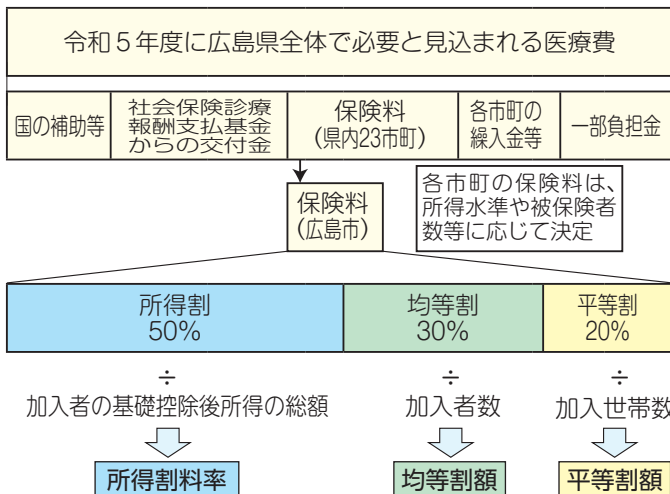 令和5年度に広島県全体で必要と見込まれる医療費
国の補助等
社会保険診療
報酬支払基金
からの交付金
保険料
(県内23市町)
各市町の
繰入金等
一部負担金
保険料
(広島市)
各市町の保険料は、
所得水準や被保険者
数等に応じて決定
所得割
50%
均等割
30%
平等割
20%
÷
加入者の基礎控除後所得の総額
÷
加入者数
÷
加入世帯数
所得割料率
均等割額
平等割額